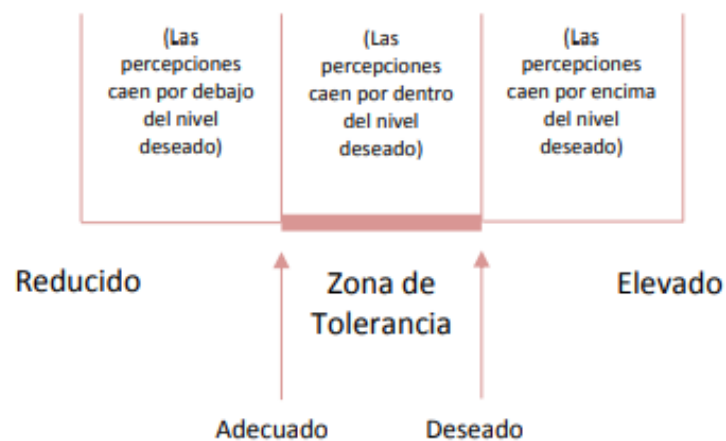 (Las
percepciones
caen por debajo
del nivel
deseado)
(Las
percepciones
caen por dentro
del nivel
deseado)
(Las
percepciones
caen por encima
del nivel
deseado)
Reducido
Zona de
Tolerancia
Elevado
Adecuado
Deseado